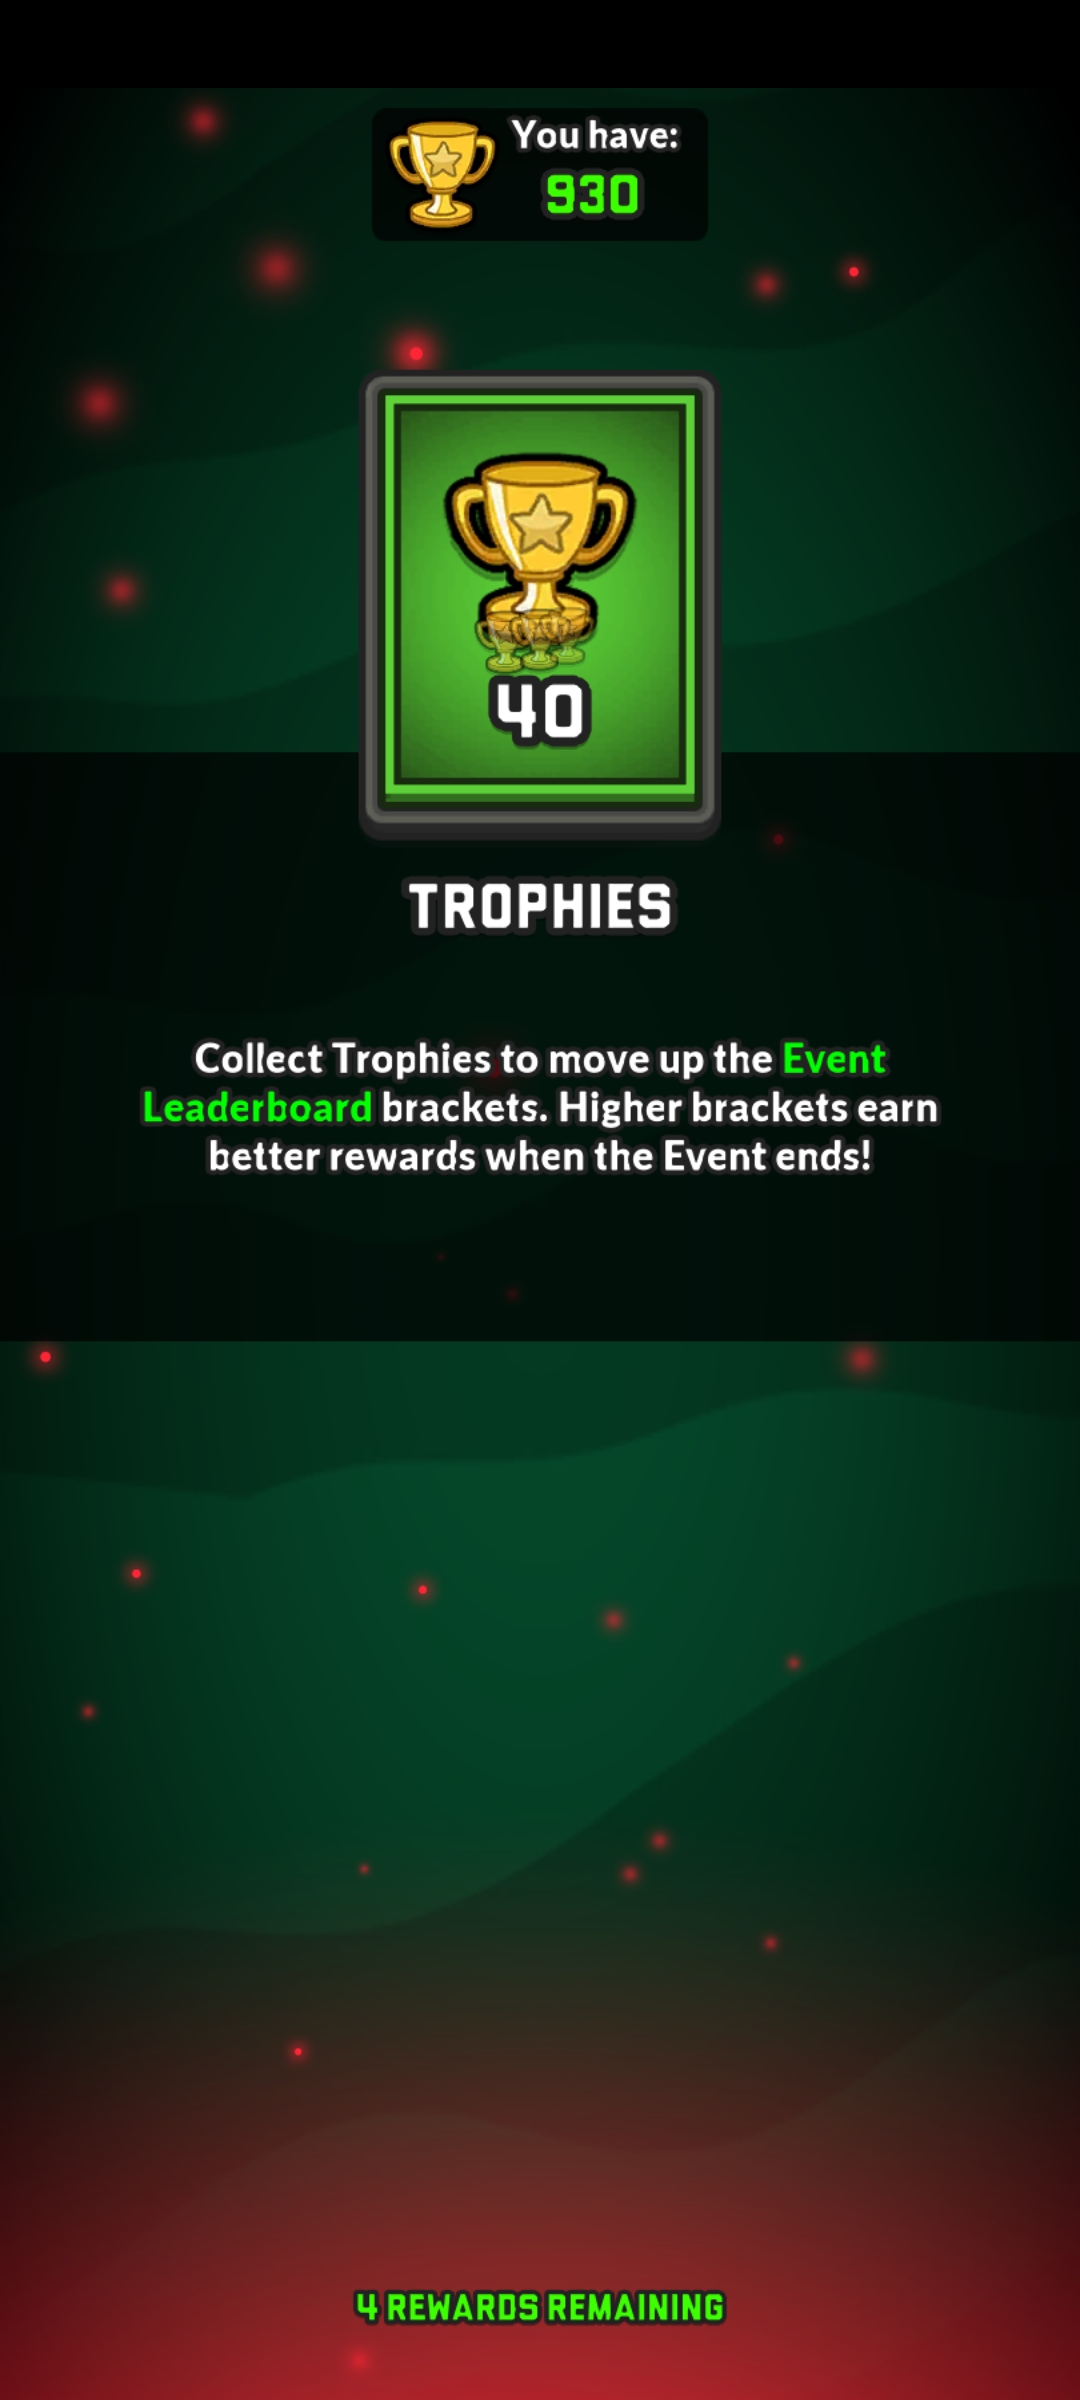 You have:
930
40
TROPHIES
Collect Trophies to move up the Event
Leaderboard brackets. Higher brackets earn
better rewards when the Event ends!
4 REWARDS REMAINING